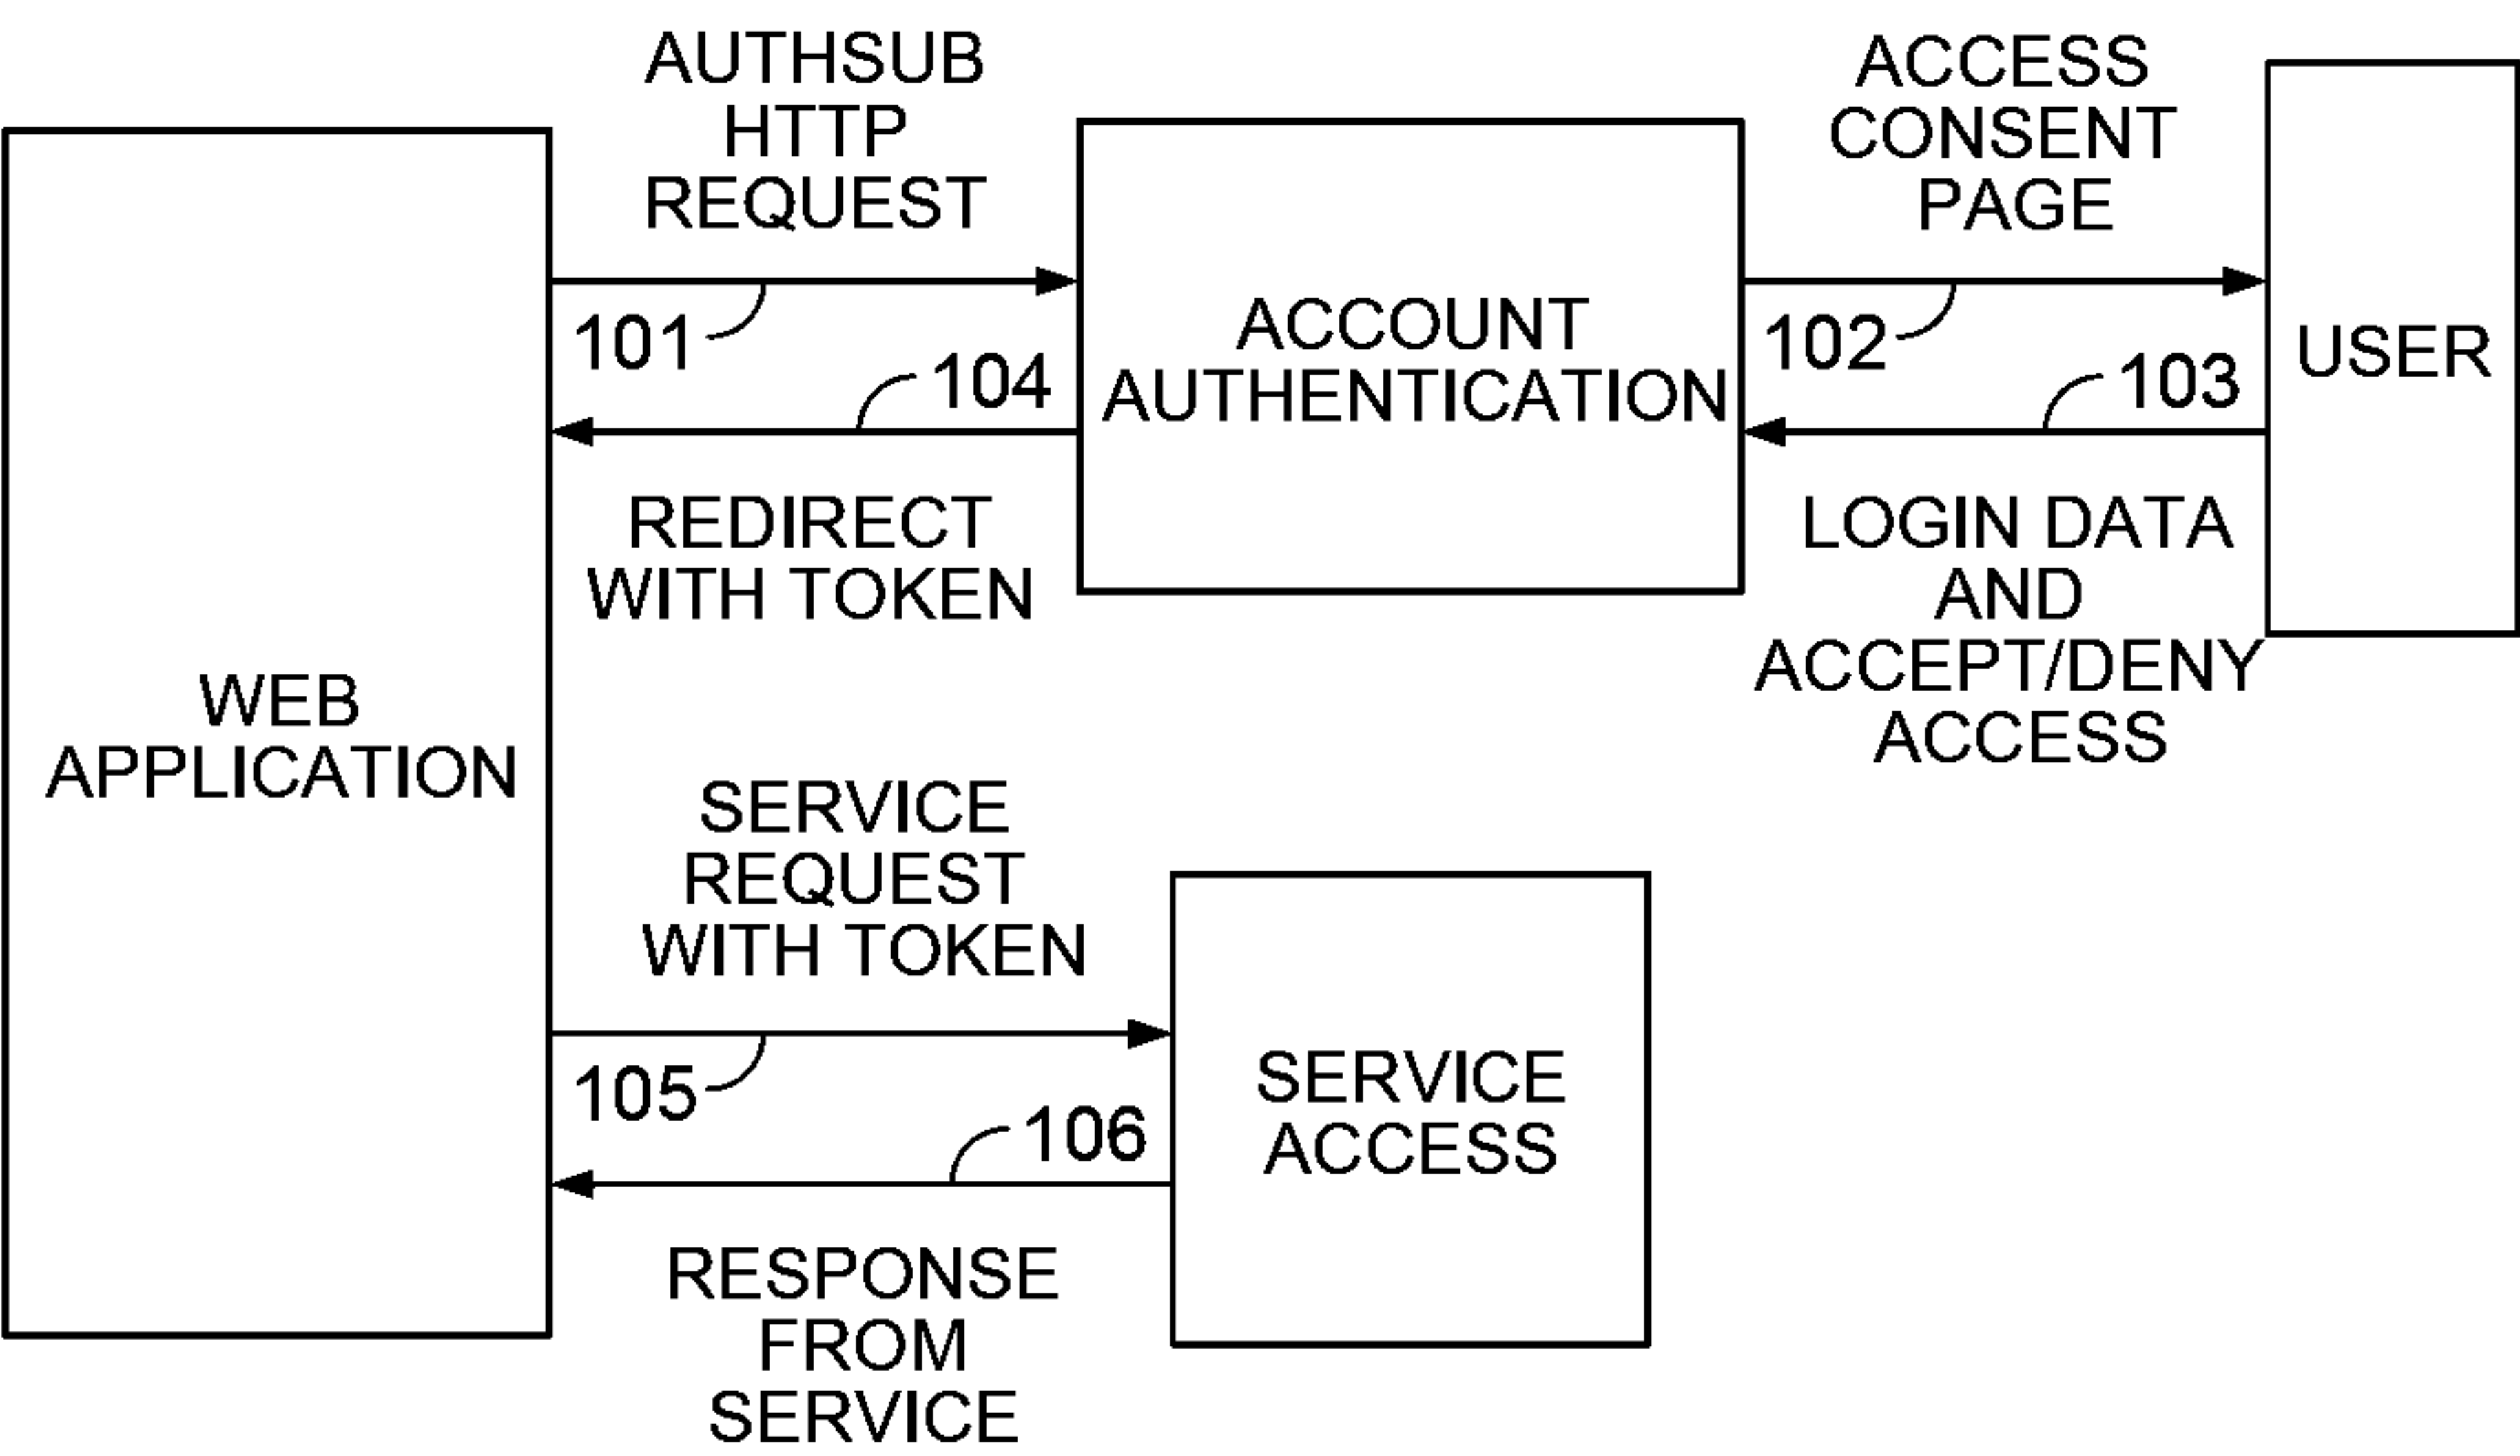 AUTHSUB
HTTP
REQUEST
101
104
REDIRECT
WITH TOKEN
ACCOUNT
AUTHENTICATION
ACCESS
CONSENT
PAGE
102
103
LOGIN DATA
AND
ACCEPT/DENY
ACCESS
USER
WEB
APPLICATION
SERVICE
REQUEST
WITH TOKEN
105
106
RESPONSE
FROM
SERVICE
SERVICE
ACCESS